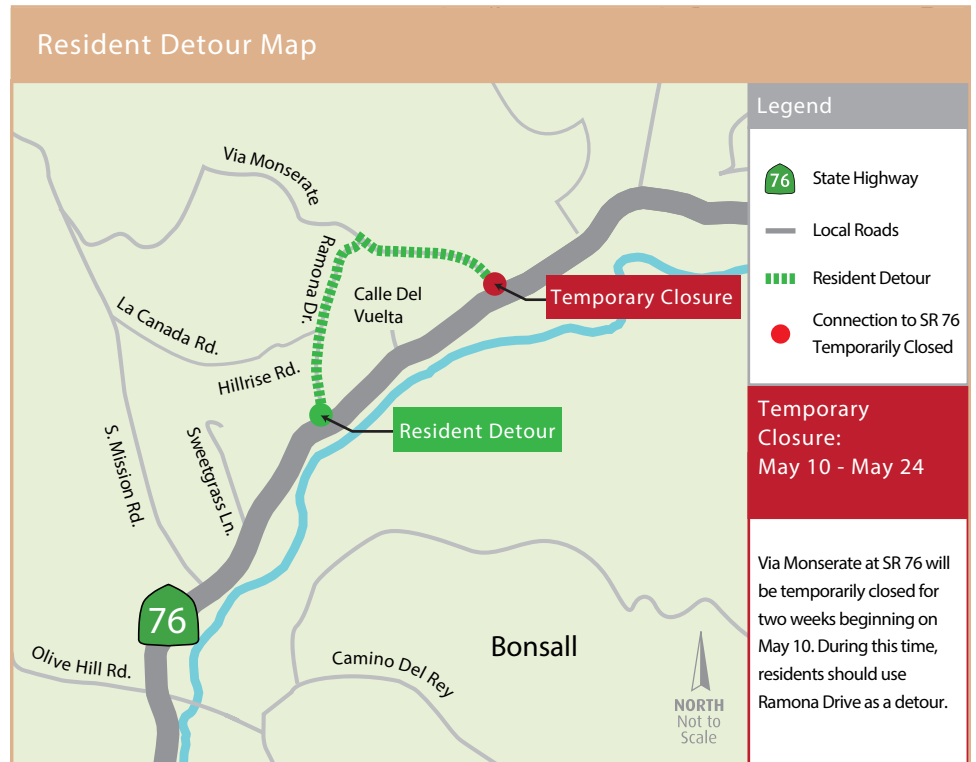 Resident Detour Map
Via Monserate
Ramona Dr.
Calle Del
Vuelta
La Canada Rd.
Hillrise Rd.
S. Mission Rd.
Sweetgrass Ln.
Temporary Closure
Resident Detour
76
Olive Hill Rd.
Camino Del Rey
Bonsall
NORTH
Not to
Scale
Legend
76
State Highway
Local Roads
Resident Detour
Connection to SR 76
Temporarily Closed
Temporary
Closure:
May 10 - May 24
Via Monserate at SR 76 will
be temporarily closed for
two weeks beginning on
May 10. During this time,
residents should use
Ramona Drive as a detour.